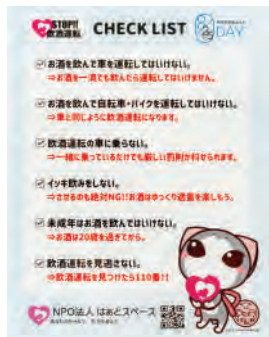 STOP!!
飲酒運転
CHECK LIST
DAY
お酒を飲んで車を運転してはいけない。
⇒お酒を一滴でも飲んだら運転してはいけません。
お酒を飲んで自転車・バイクを運転してはいけない。
⇒車と同じように飲酒運転になります。
飲酒運転の車に乗らない。
⇒一緒に乗っているだけでも厳しい罰則が科せられます。
イッキ飲みをしない。
⇒させるのも絶対NG!!お酒はゆっくり適量を楽しもう。
未成年はお酒を飲んではいけない。
⇒お酒は20歳を過ぎてから。
飲酒運転を見逃さない。
⇒飲酒運転を見つけたら110番!!
NPO法人 はぁとスペース